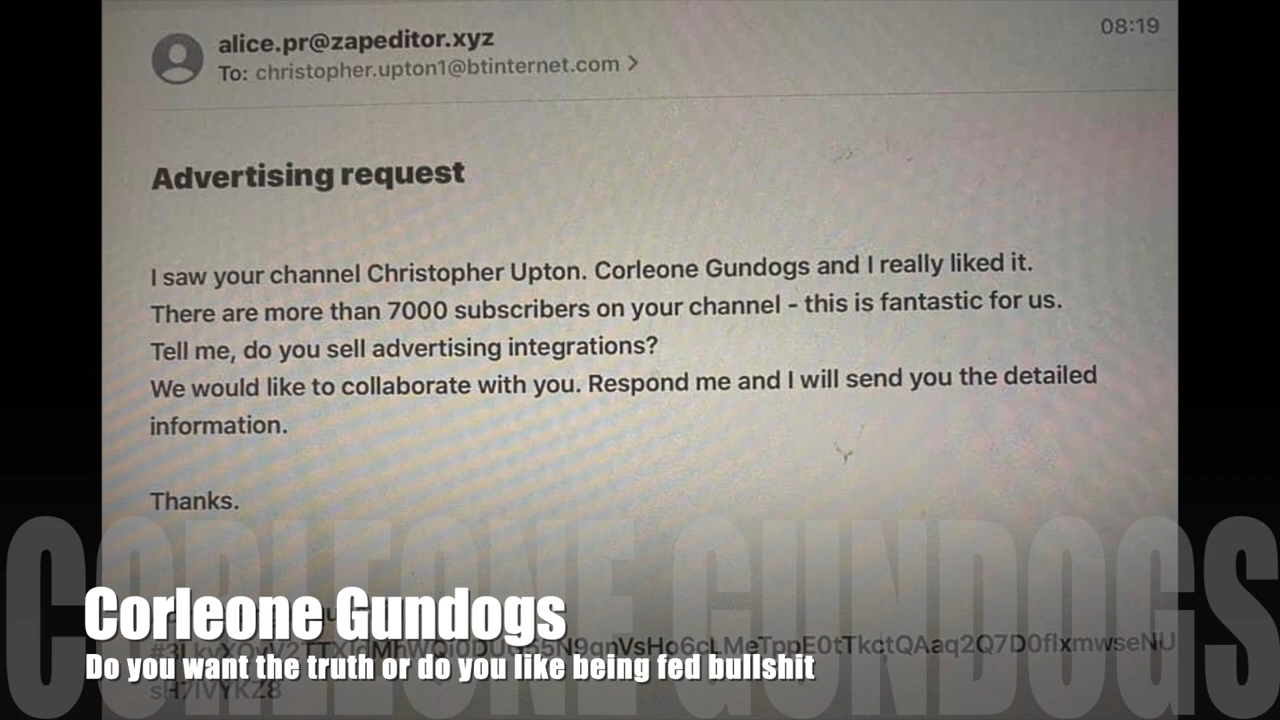 08:19
alice.pr@zapeditor.xyz
To: christopher.upton1@btinternet.com >
Advertising request
I saw your channel Christopher Upton. Corleone Gundogs and I really liked it.
There are more than 7000 subscribers on your channel - this is fantastic for us.
Tell me, do you sell advertising integrations?
We would like to collaborate with you. Respond me and I will send you the detailed
information.
Thanks.
CORLEONE GUNDOGS
Corleone Gundogs
Do you want the truth or do you like being fed bullshit